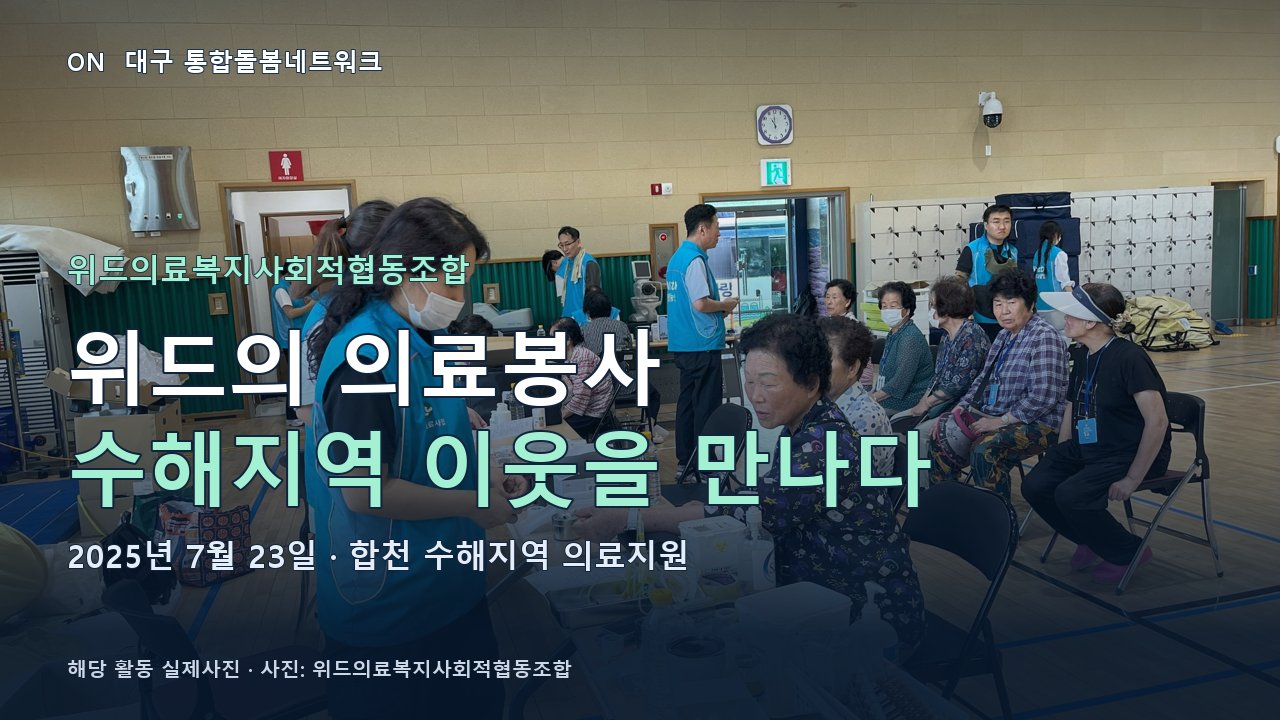 ON 대구 통합돌봄네트워크
위드의료복지사회적협동조합
위드의 의료봉사
수해지역 이웃을 만나다
2025년 7월 23일 · 합천 수해지역 의료지원
해당 활동 실제사진 · 사진: 위드의료복지사회적협동조합